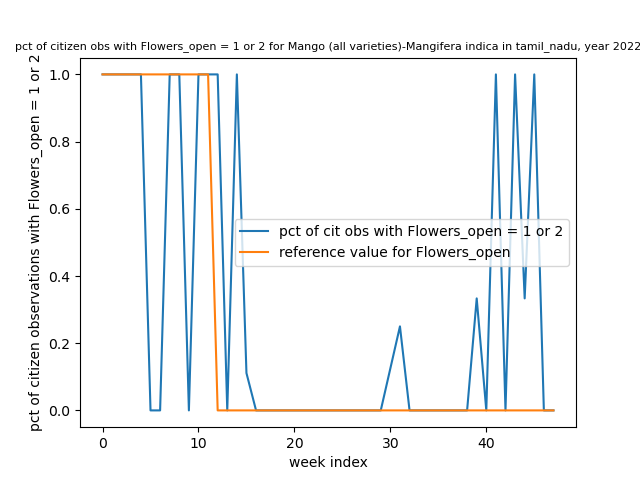 pct of citizen obs with Flowers_open = 1 or 2 for Mango (all varieties)-Mangifera indica in tamil_nadu, year 2022
pct of citizen observations with Flowers_open = 1 or 2
1.0
0.8
0.6
0.4
0.2
0.0
pct of cit obs with Flowers_open = 1 or 2
reference value for Flowers_open
0 10 20 30 40
week index